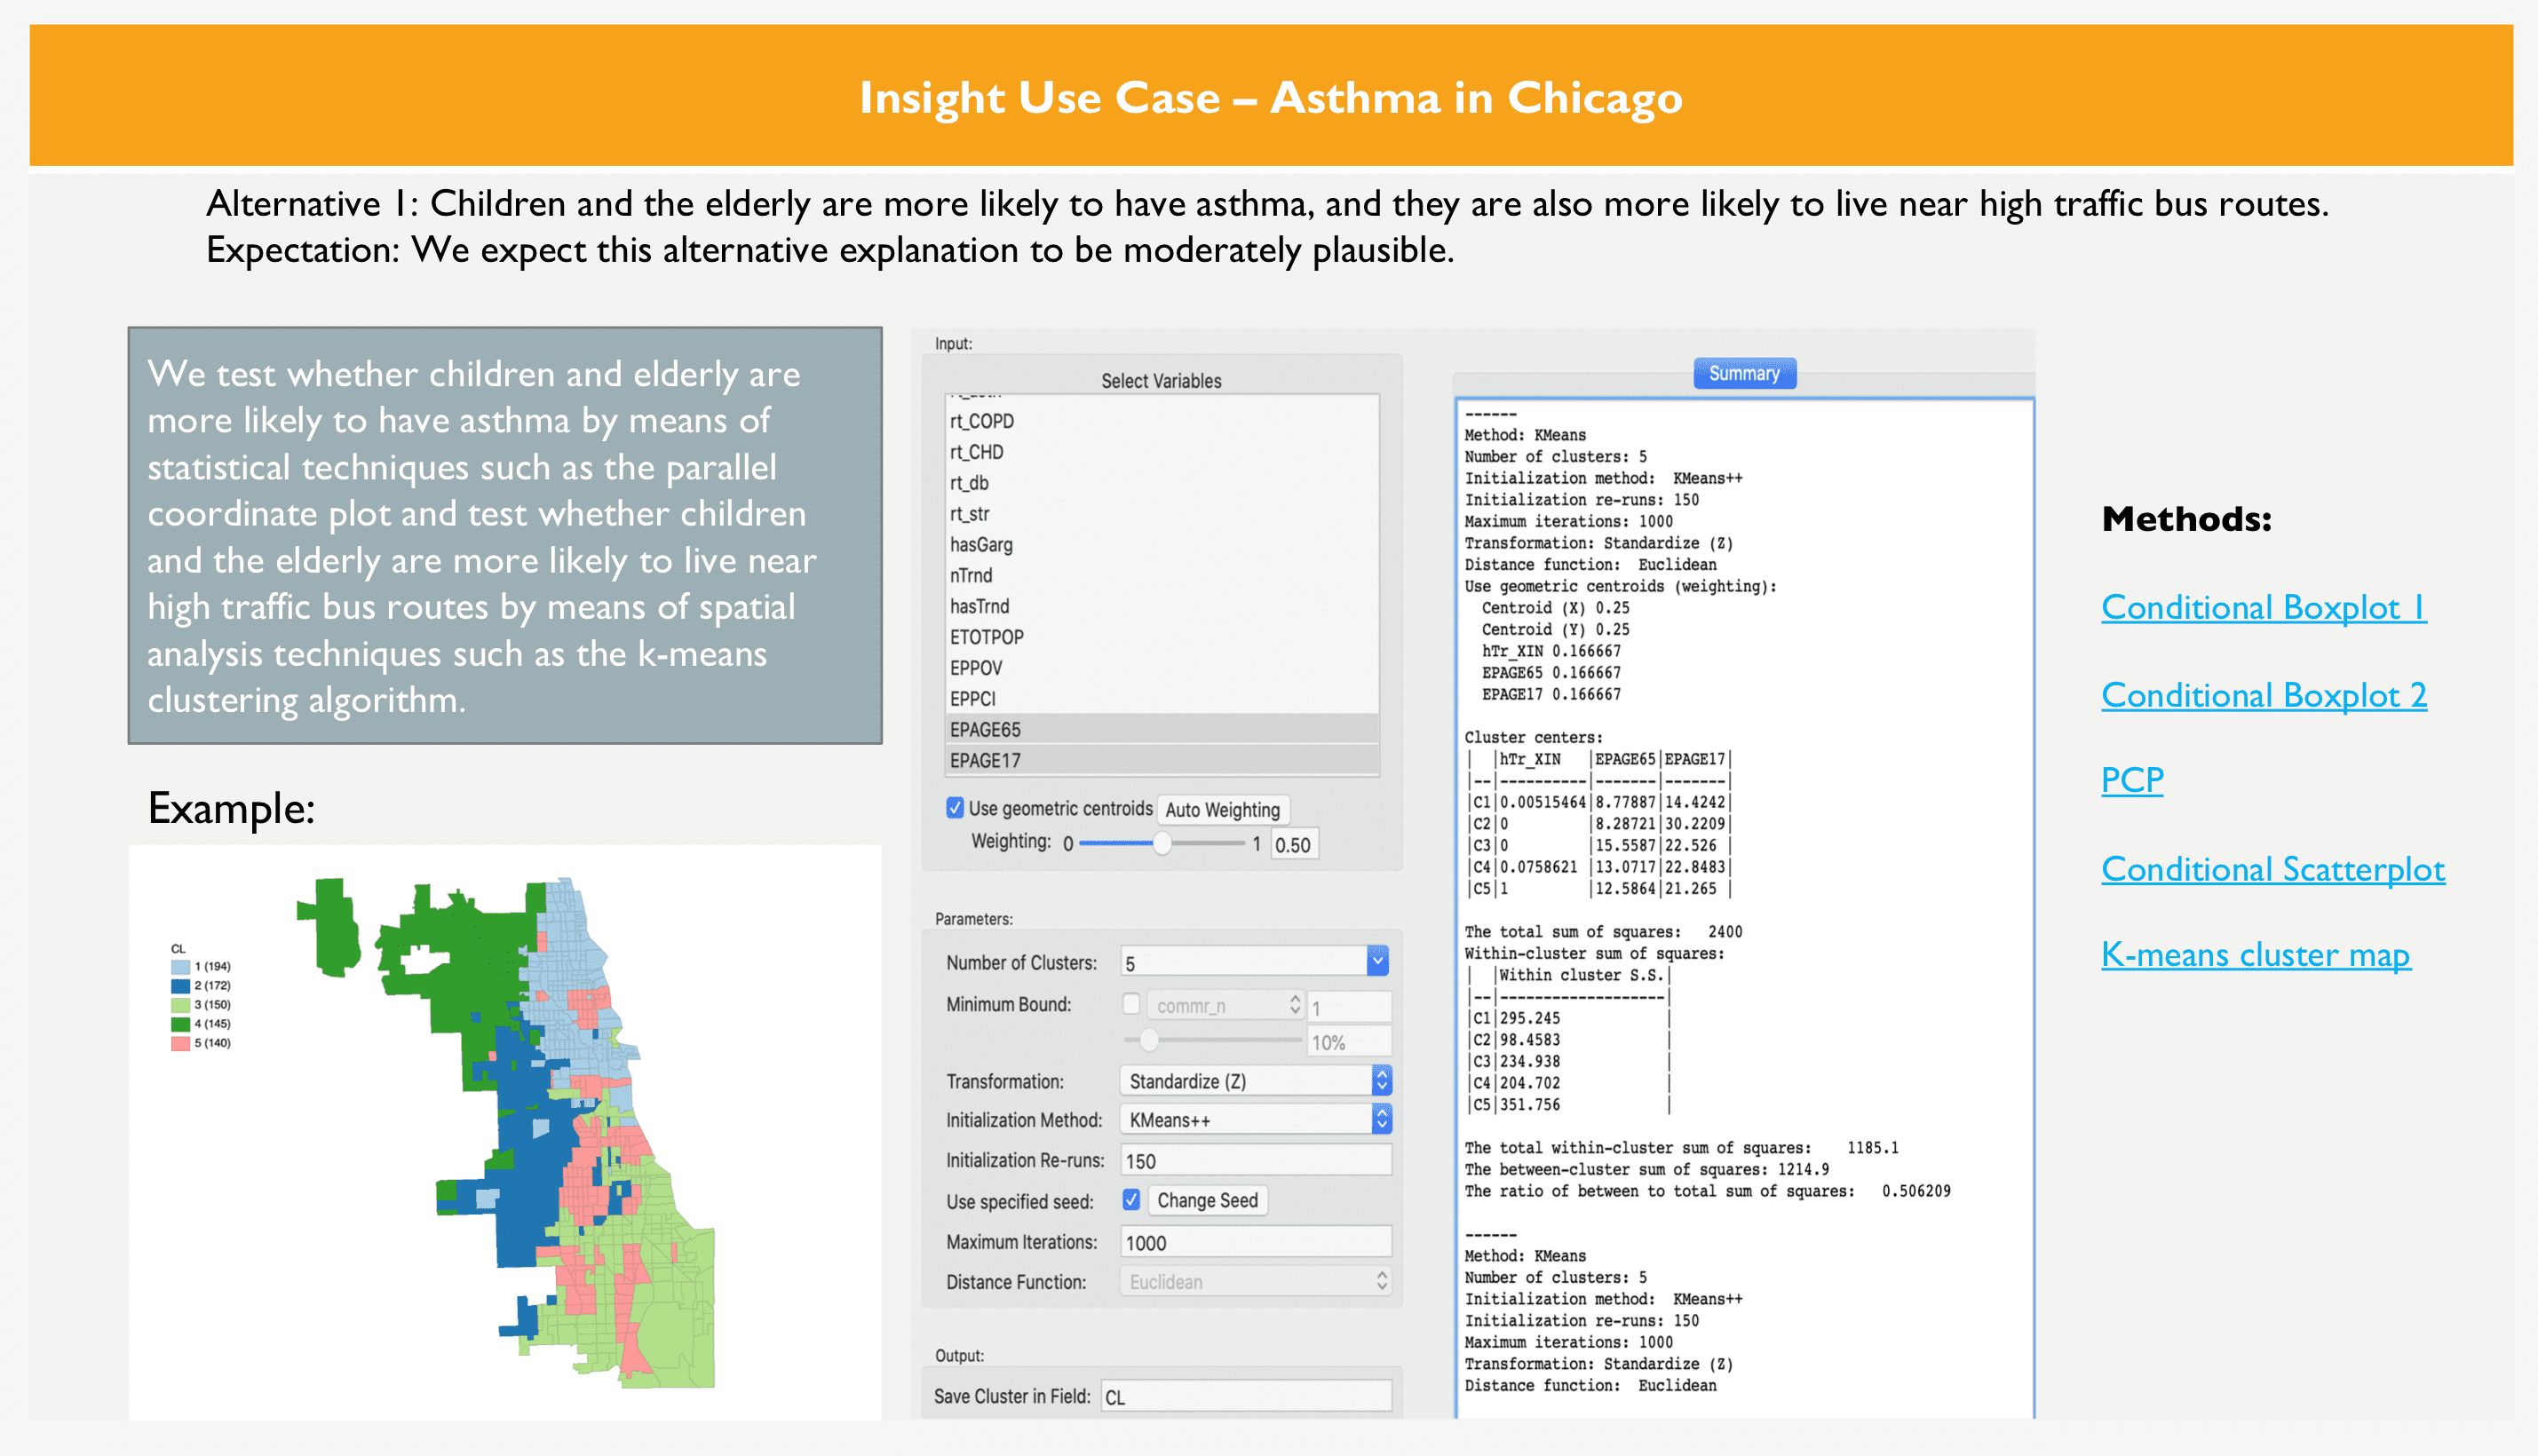 Insight Use Case – Asthma in Chicago
Alternative 1: Children and the elderly are more likely to have asthma, and they are also more likely to live near high traffic bus routes.
Expectation: We expect this alternative explanation to be moderately plausible.
We test whether children and elderly are
more likely to have asthma by means of
statistical techniques such as the parallel
coordinate plot and test whether children
and the elderly are more likely to live near
high traffic bus routes by means of spatial
analysis techniques such as the k-means
clustering algorithm.
Example:
CL
1 (194)
2 (172)
3 (150)
4 (145)
5 (140)
Input:
Select Variables
rt_COPD
rt_CHD
rt_db
rt_str
hasGarg
nTrnd
hasTrnd
ETOTPOP
EPPOV
EPPCI
EPAGE65
EPAGE17
Use geometric centroids Auto Weighting
Weighting: 0 1 0.50
Parameters:
Number of Clusters: 5
Minimum Bound: commr_n 1
10%
Transformation: Standardize (Z)
Initialization Method: KMeans++
Initialization Re-runs: 150
Use specified seed: Change Seed
Maximum Iterations: 1000
Distance Function: Euclidean
Output:
Save Cluster in Field: CL
Summary
------
Method: KMeans
Number of clusters: 5
Initialization method: KMeans++
Initialization re-runs: 150
Maximum iterations: 1000
Transformation: Standardize (Z)
Distance function: Euclidean
Use geometric centroids (weighting):
Centroid (X) 0.25
Centroid (Y) 0.25
hTr_XIN 0.166667
EPAGE65 0.166667
EPAGE17 0.166667
Cluster centers:
|  |hTr_XIN   |EPAGE65|EPAGE17|
|--|----------|-------|-------|
|C1|0.00515464|8.77887|14.4242|
|C2|0         |8.28721|30.2209|
|C3|0         |15.5587|22.526 |
|C4|0.0758621 |13.0717|22.8483|
|C5|1         |12.5864|21.265 |
The total sum of squares: 2400
Within-cluster sum of squares:
|  |Within cluster S.S.|
|--|-------------------|
|C1|295.245            |
|C2|98.4583            |
|C3|234.938            |
|C4|204.702            |
|C5|351.756            |
The total within-cluster sum of squares: 1185.1
The between-cluster sum of squares: 1214.9
The ratio of between to total sum of squares: 0.506209
------
Method: KMeans
Number of clusters: 5
Initialization method: KMeans++
Initialization re-runs: 150
Maximum iterations: 1000
Transformation: Standardize (Z)
Distance function: Euclidean
Methods:
Conditional Boxplot 1
Conditional Boxplot 2
PCP
Conditional Scatterplot
K-means cluster map